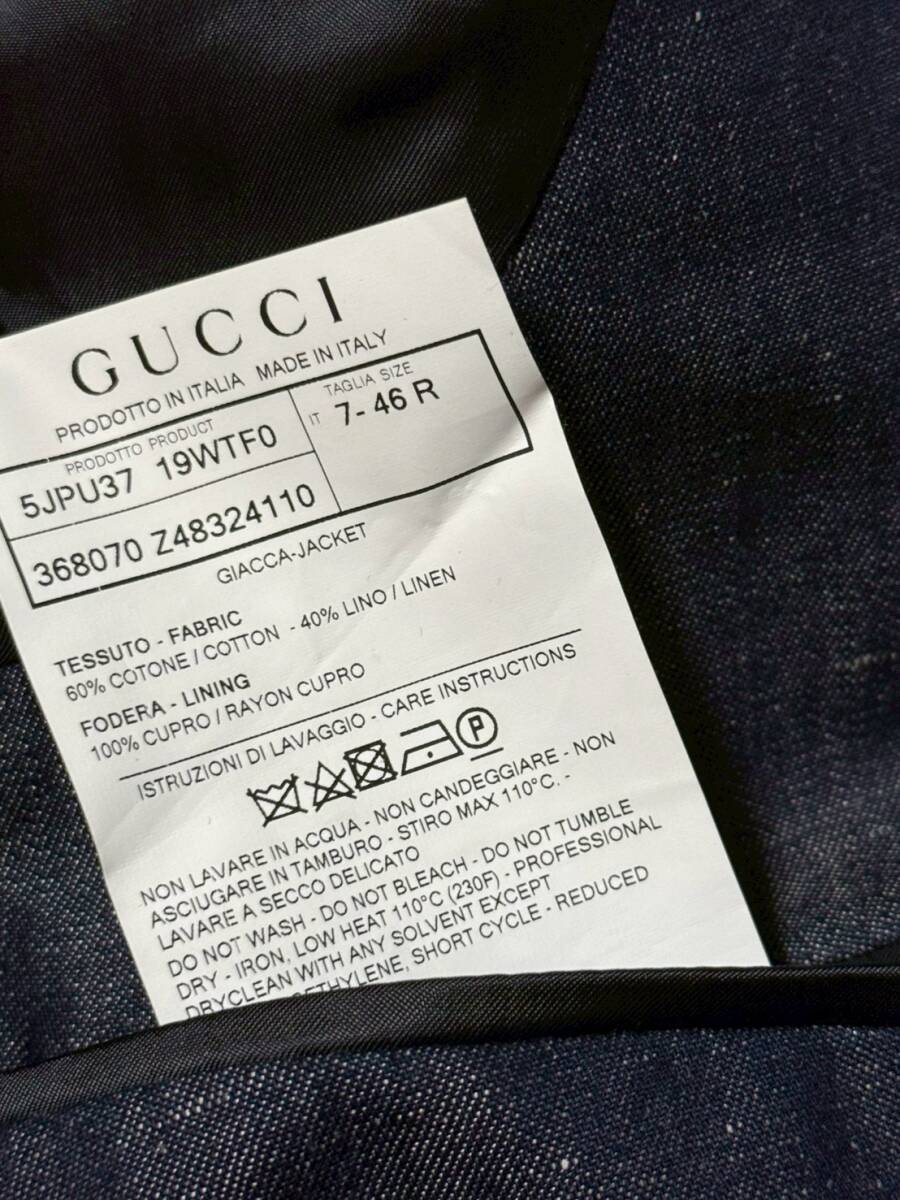 GUCCI
PRODOTTO IN ITALIA MADE IN ITALY
PRODOTTO PRODUCT
5JPU37 19WTF0
368070 Z48324110
TAGLIA SIZE
IT 7- 46 R
GIACCA-JACKET
TESSUTO - FABRIC
60% COTONE / COTTON - 40% LINO / LINEN
FODERA - LINING
100% CUPRO / RAYON CUPRO
ISTRUZIONI DI LAVAGGIO - CARE INSTRUCTIONS
P
NON LAVARE IN ACQUA - NON CANDEGGIARE - NON
ASCIUGARE IN TAMBURO - STIRO MAX 110°C. -
LAVARE A SECCO DELICATO
DO NOT WASH - DO NOT BLEACH - DO NOT TUMBLE
DRY - IRON, LOW HEAT 110°C (230F) - PROFESSIONAL
DRYCLEAN WITH ANY SOLVENT EXCEPT
SHORT CYCLE - REDUCED